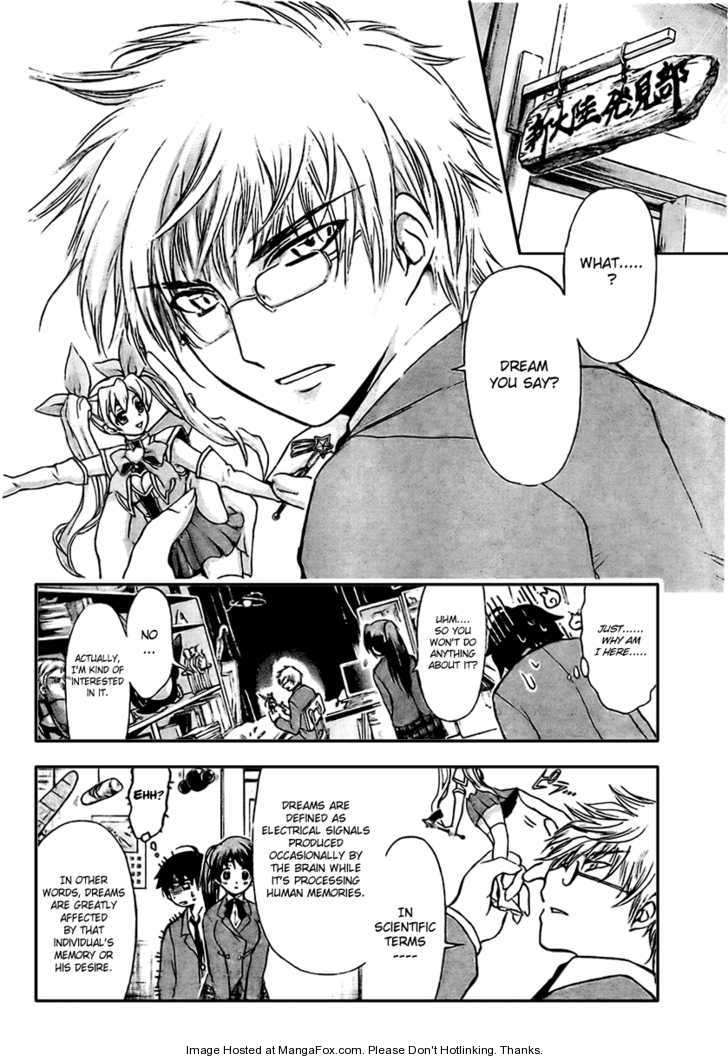 新大陸発見部
WHAT.....
?
DREAM
YOU SAY?
JUST......
WHY AM
I HERE.....
UHM....
SO YOU
WON'T DO
ANYTHING
ABOUT IT?
NO
...
ACTUALLY,
I'M KIND OF
INTERESTED
IN IT.
IN
SCIENTIFIC
TERMS
----
DREAMS ARE
DEFINED AS
ELECTRICAL SIGNALS
PRODUCED
OCCASIONALLY BY
THE BRAIN WHILE
IT'S PROCESSING
HUMAN MEMORIES.
EHH?
IN OTHER
WORDS, DREAMS
ARE GREATLY
AFFECTED
BY THAT
INDIVIDUAL'S
MEMORY OR
HIS DESIRE.
Image Hosted at MangaFox.com. Please Don't Hotlinking. Thanks.